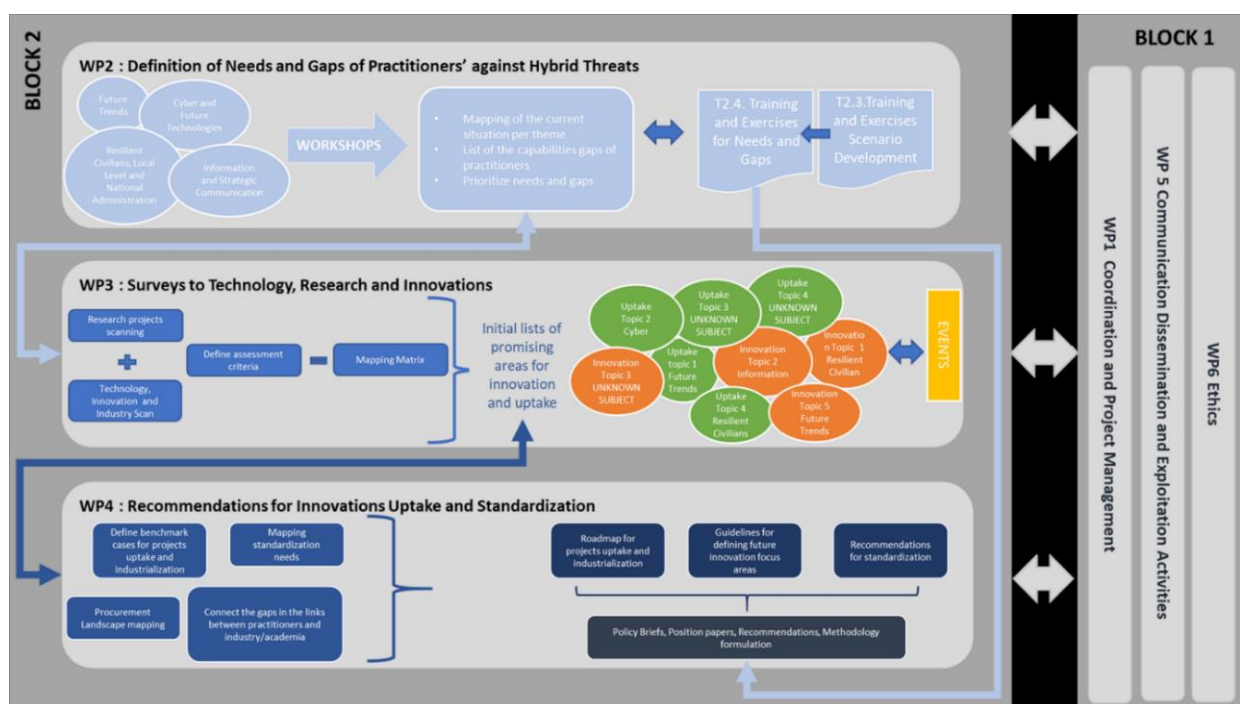 BLOCK 2
WP2 : Definition of Needs and Gaps of Practitioners' against Hybrid Threats
Future
Trends
Cyber and
Future
Technologies
Resilient
Civilians, Local
Level and
National
Administration
Information
and Strategic
Communication
WORKSHOPS
• Mapping of the current
situation per theme
• List of the capabilities gaps of
practitioners
• Prioritize needs and gaps
T2.4. Training
and Exercises
for Needs and
Gaps
T2.3.Training
and Exercises
Scenario
Development
WP3 : Surveys to Technology, Research and Innovations
Research projects
scanning
Technology,
Innovation and
Industry Scan
Define assessment
criteria
Mapping Matrix
Initial lists of
promising
areas for
innovation
and uptake
Uptake
Topic 2
Cyber
Uptake
Topic 3
UNKNOWN
SUBJECT
Uptake
Topic 4
UNKNOWN
SUBJECT
Innovation
Topic 3
UNKNOWN
SUBJECT
Uptake
topic 1
Future
Trends
Innovation
Topic 2
Information
Innovatio
n Topic 1
Resilient
Civilian
Uptake
Topic 4
Resilient
Civilians
Innovation
Topic 5
Future
Trends
EVENTS
WP4 : Recommendations for Innovations Uptake and Standardization
Define benchmark
cases for projects
uptake and
industrialization
Mapping
standardization
needs
Procurement
Landscape mapping
Connect the gaps in the links
between practitioners and
industry/academia
Roadmap for
projects uptake and
industrialization
Guidelines for
defining future
innovation focus
areas
Recommendations
for standardization
Policy Briefs, Position papers, Recommendations, Methodology
formulation
BLOCK 1
WP1 Coordination and Project Management
WP 5 Communication Dissemination and Exploitation Activities
WP6 Ethics